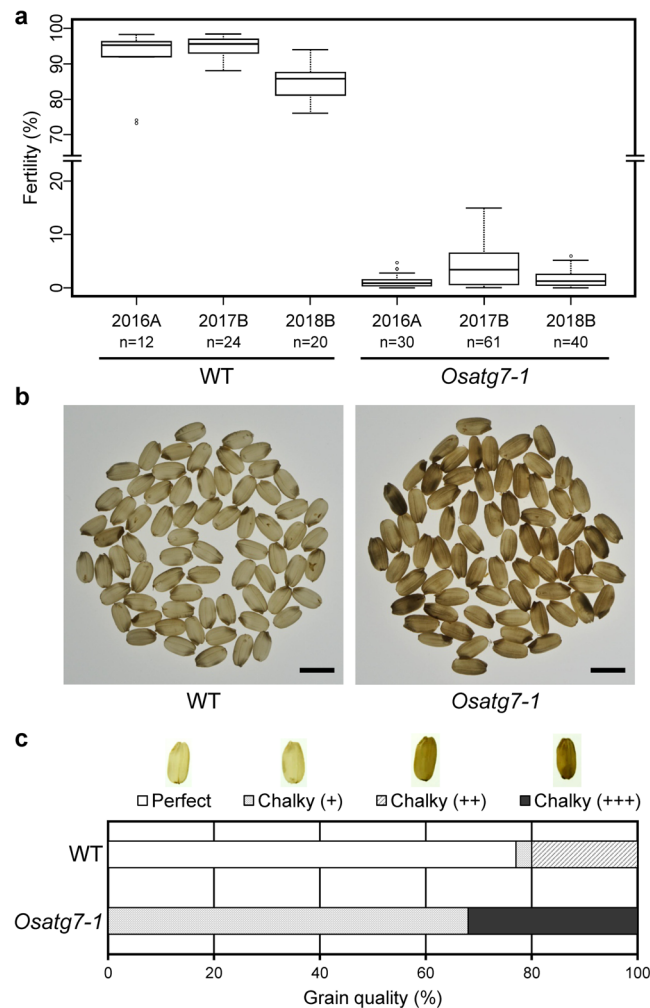 a
100
90
80
70
20
10
0
Fertility (%)
2016A 2017B 2018B 2016A 2017B 2018B
n=12 n=24 n=20 n=30 n=61 n=40
WT Osatg7-1
b
WT Osatg7-1
c
Perfect Chalky (+) Chalky (++) Chalky (+++)
WT
Osatg7-1
0 20 40 60 80 100
Grain quality (%)